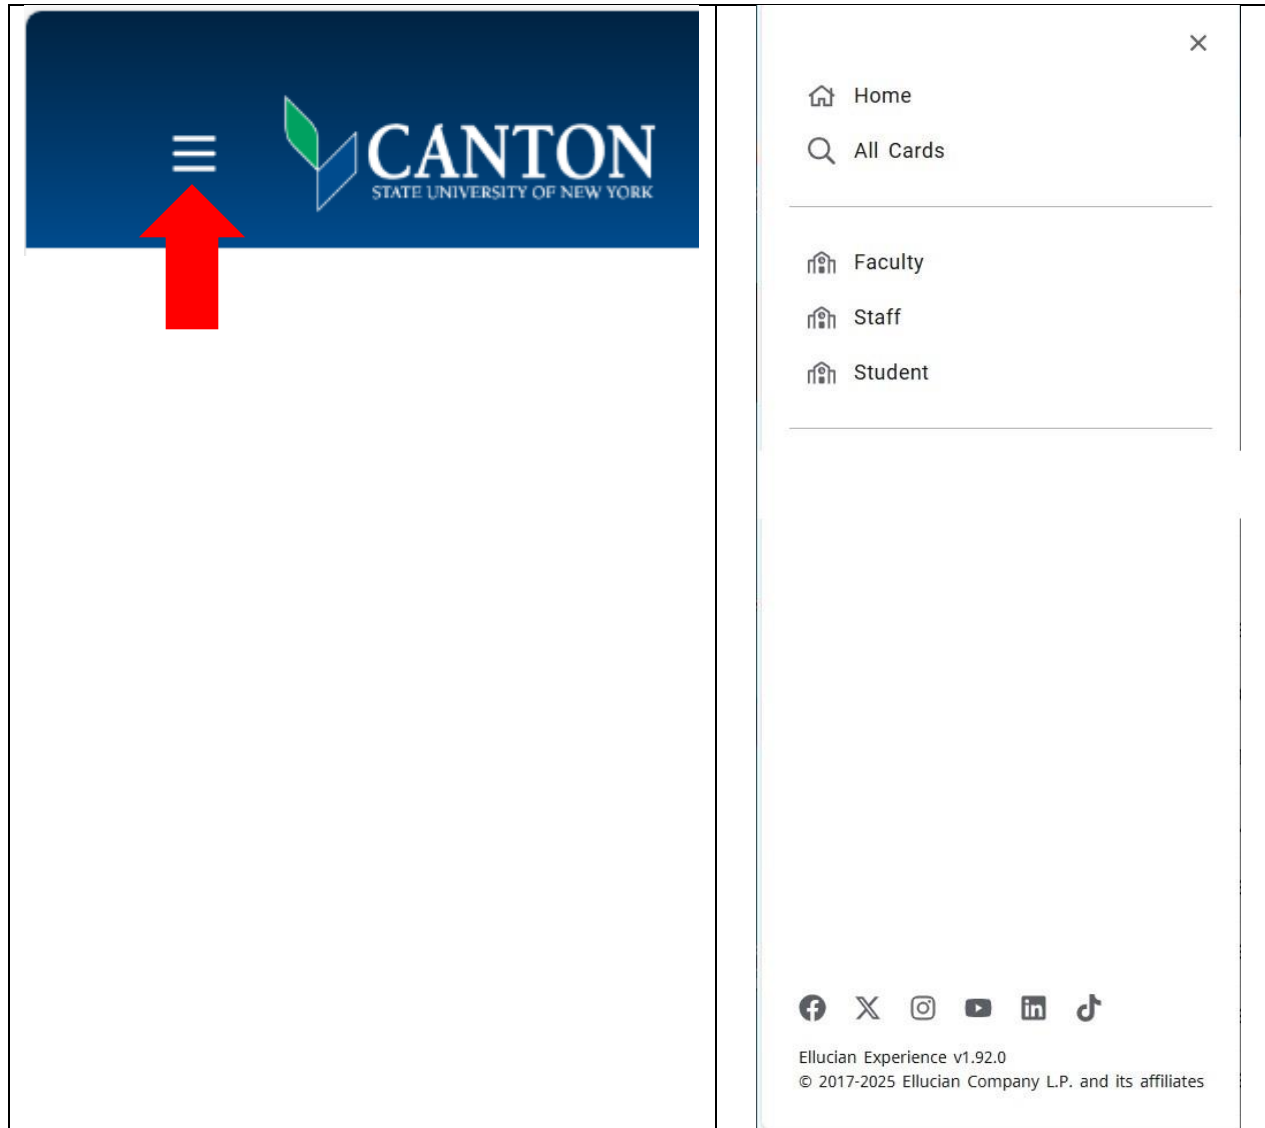 CANTON
STATE UNIVERSITY OF NEW YORK
Home
All Cards
Faculty
Staff
Student
Ellucian Experience v1.92.0
© 2017-2025 Ellucian Company L.P. and its affiliates